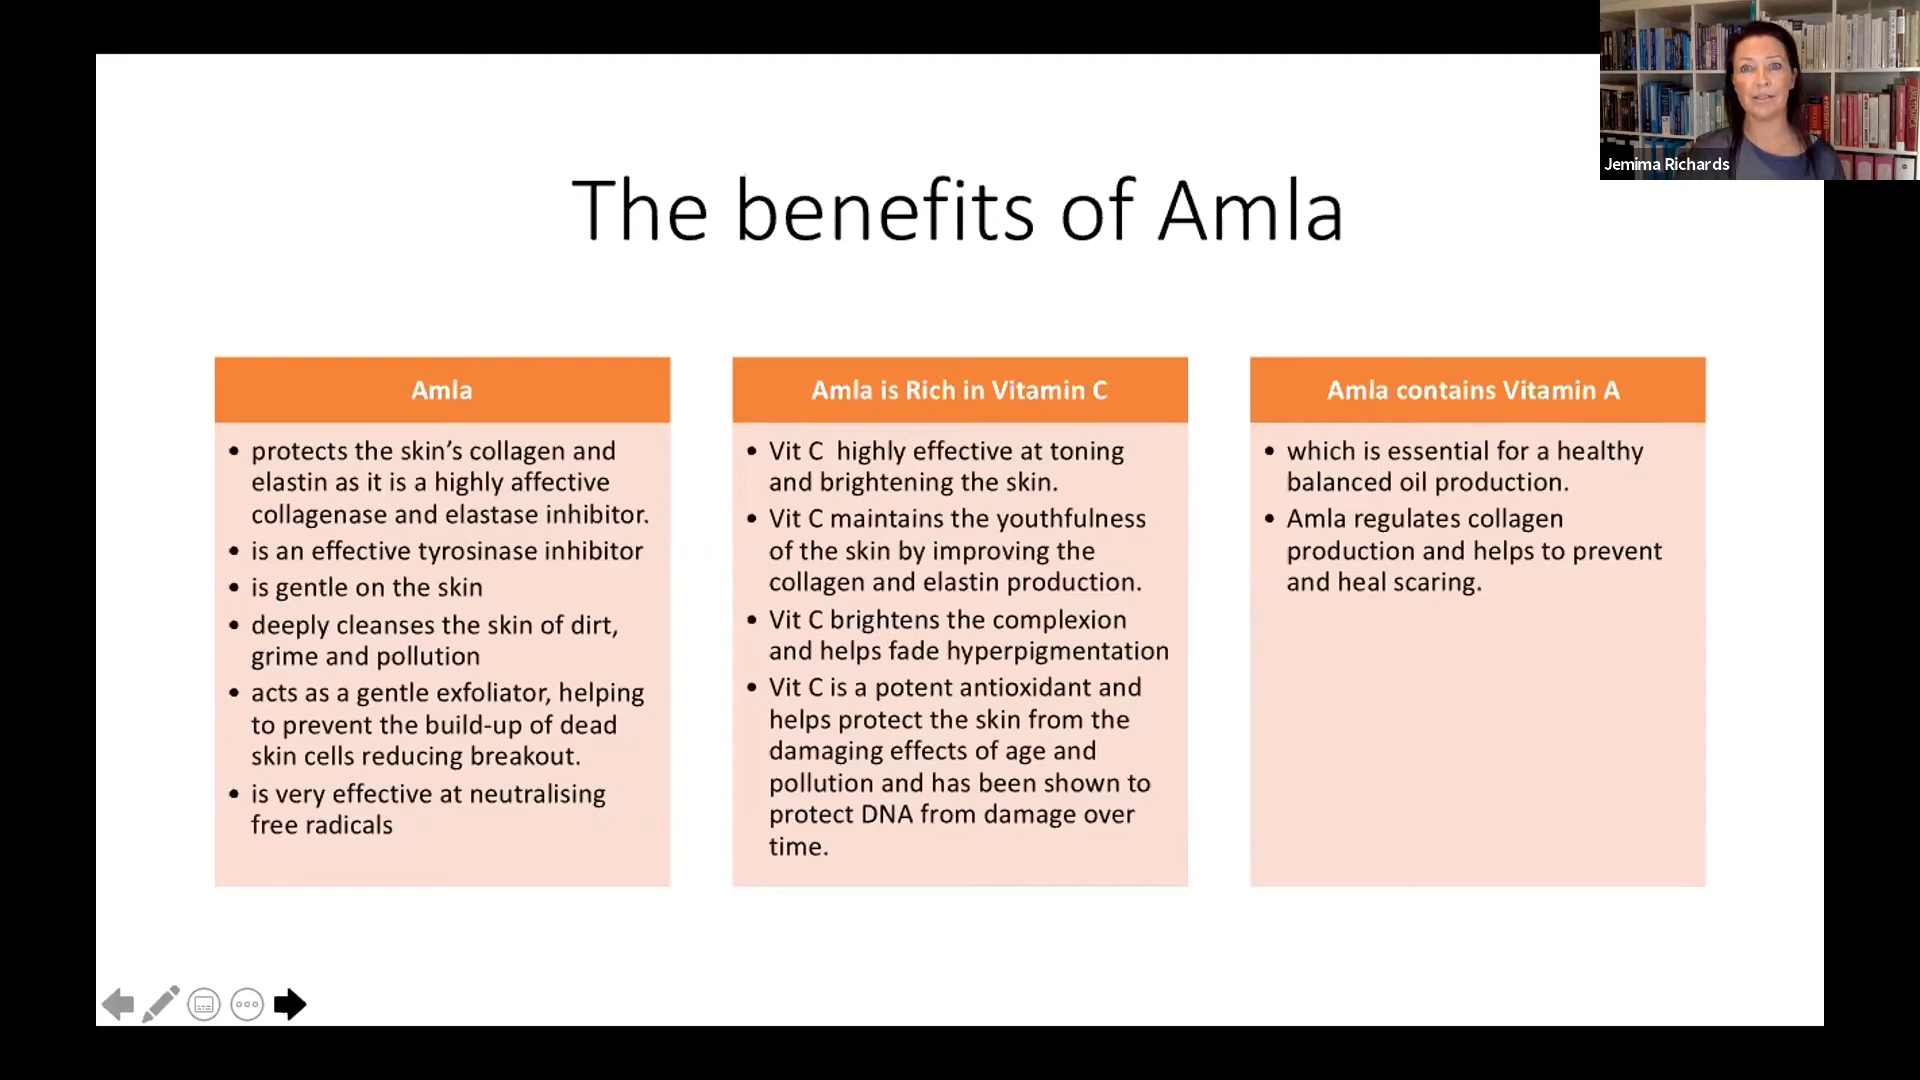 Jemima Richards
The benefits of Amla
Amla
• protects the skin’s collagen and
elastin as it is a highly affective
collagenase and elastase inhibitor.
• is an effective tyrosinase inhibitor
• is gentle on the skin
• deeply cleanses the skin of dirt,
grime and pollution
• acts as a gentle exfoliator, helping
to prevent the build-up of dead
skin cells reducing breakout.
• is very effective at neutralising
free radicals
Amla is Rich in Vitamin C
• Vit C  highly effective at toning
and brightening the skin.
• Vit C maintains the youthfulness
of the skin by improving the
collagen and elastin production.
• Vit C brightens the complexion
and helps fade hyperpigmentation
• Vit C is a potent antioxidant and
helps protect the skin from the
damaging effects of age and
pollution and has been shown to
protect DNA from damage over
time.
Amla contains Vitamin A
• which is essential for a healthy
balanced oil production.
• Amla regulates collagen
production and helps to prevent
and heal scaring.